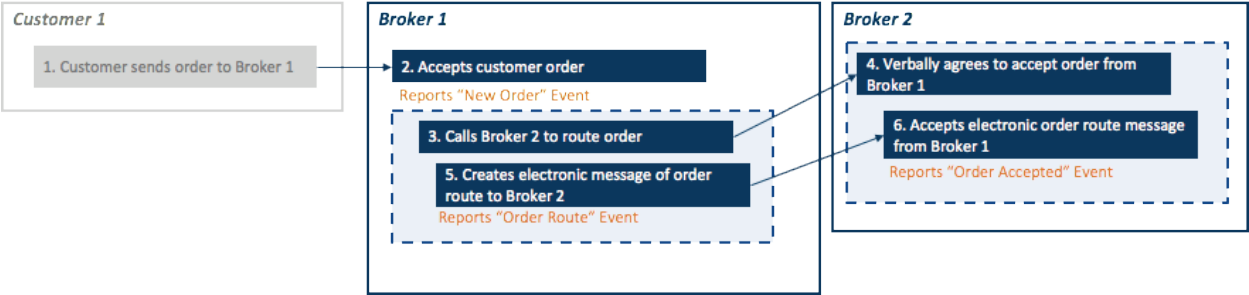 Customer 1
1. Customer sends order to Broker 1
Broker 1
2. Accepts customer order
Reports "New Order" Event
3. Calls Broker 2 to route order
5. Creates electronic message of order
route to Broker 2
Reports "Order Route" Event
Broker 2
4. Verbally agrees to accept order from
Broker 1
6. Accepts electronic order route message
from Broker 1
Reports "Order Accepted" Event